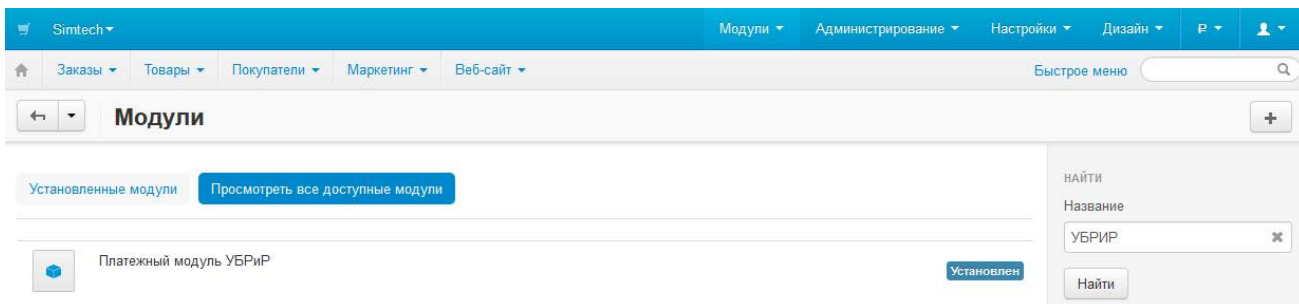 Simtech Модули Администрирование Настройки Дизайн ₽
Заказы Товары Покупатели Маркетинг Веб-сайт Быстрое меню
Модули
Установленные модули Просмотреть все доступные модули
НАЙТИ
Название
УБРИР
Платежный модуль УБРиР Установлен
Найти